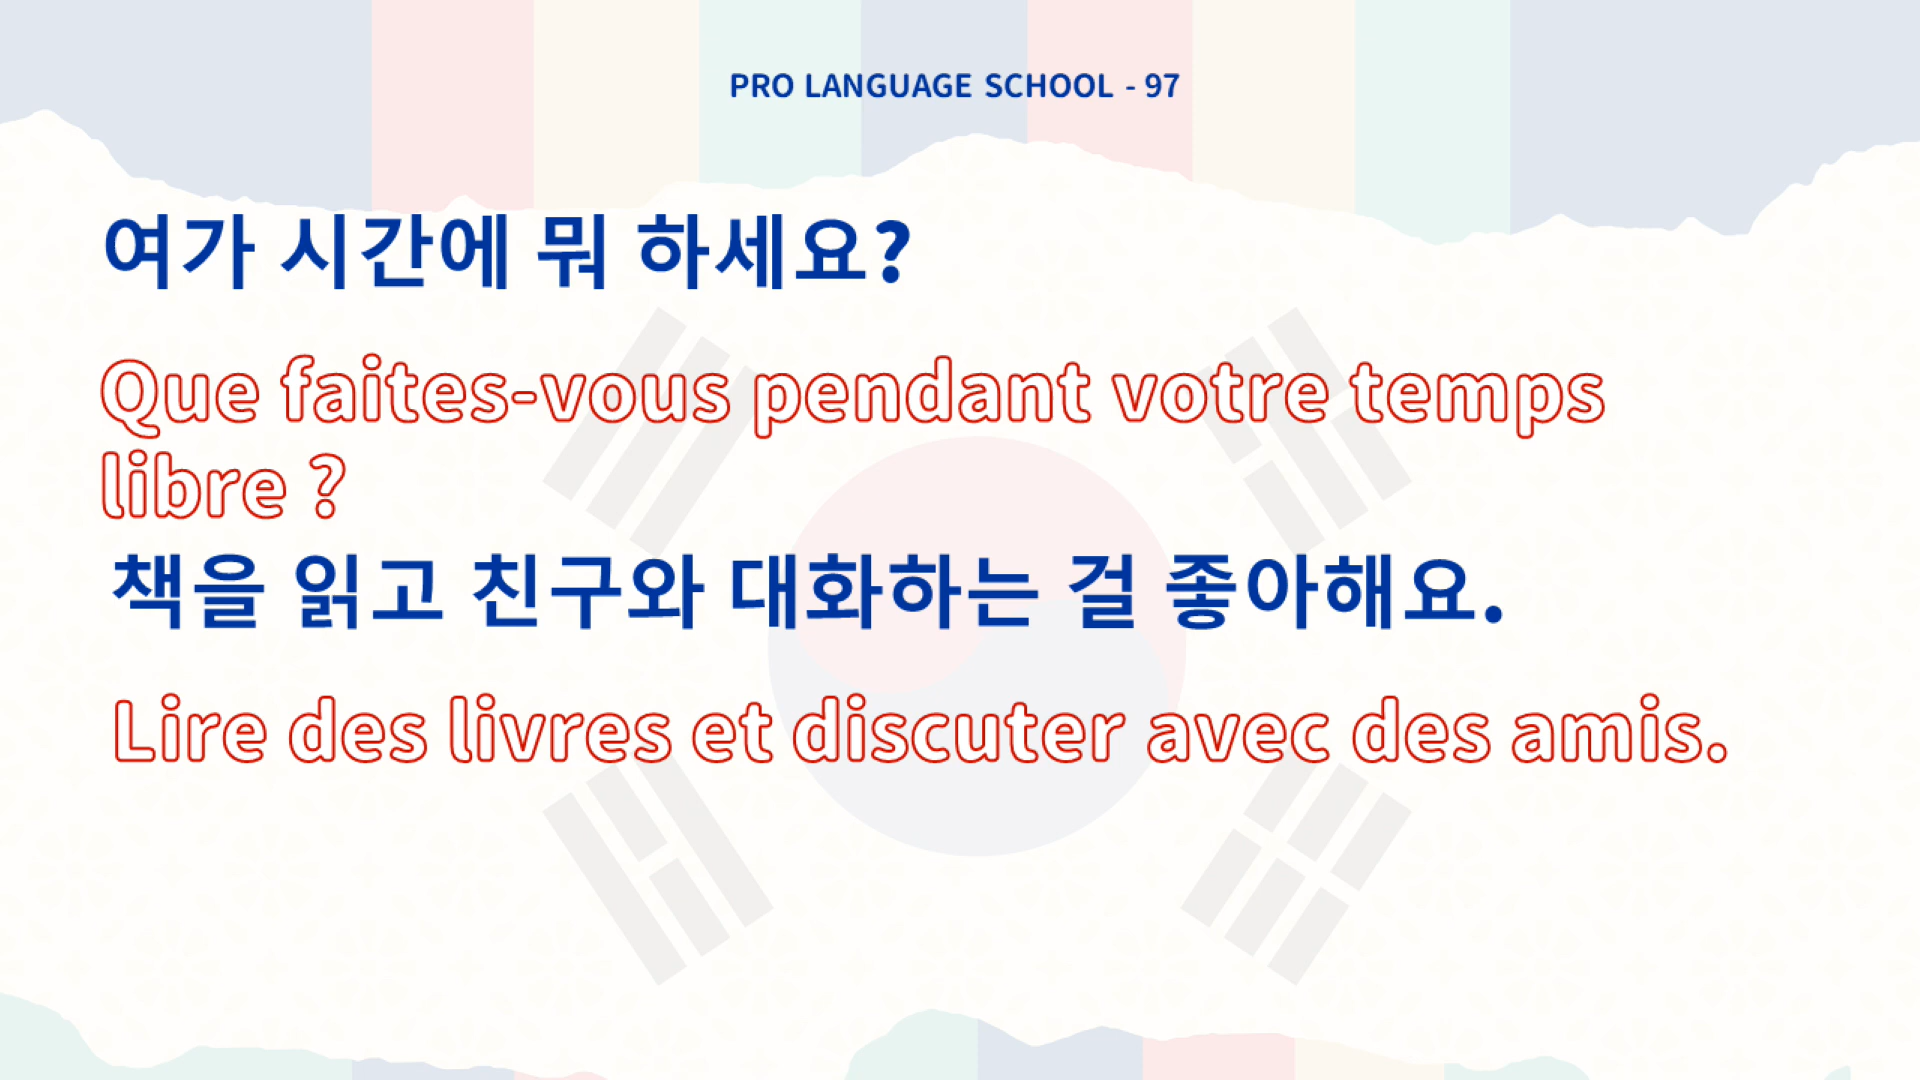 PRO LANGUAGE SCHOOL - 97
여가 시간에 뭐 하세요?
Que faites-vous pendant votre temps
libre ?
책을 읽고 친구와 대화하는 걸 좋아해요.
Lire des livres et discuter avec des amis.